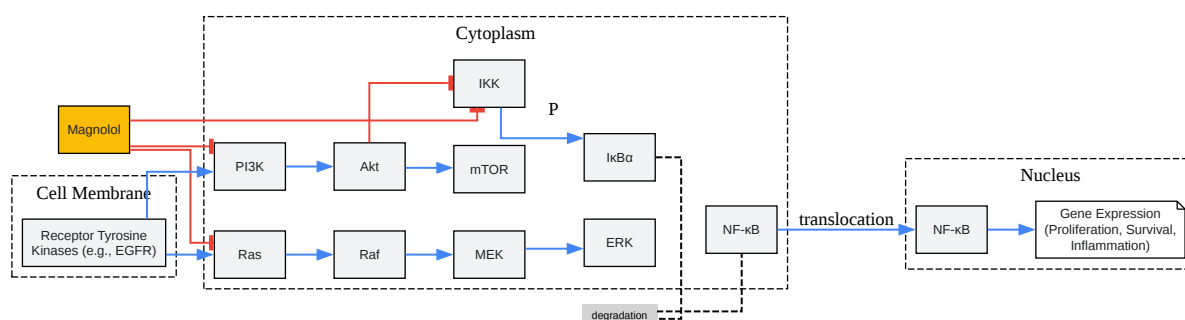 Cytoplasm
IKK
P
Magnolol
PI3K
Akt
mTOR
IκBα
Cell Membrane
Receptor Tyrosine
Kinases (e.g., EGFR)
Ras
Raf
MEK
ERK
NF-κB
translocation
Nucleus
NF-κB
Gene Expression
(Proliferation, Survival,
Inflammation)
degradation